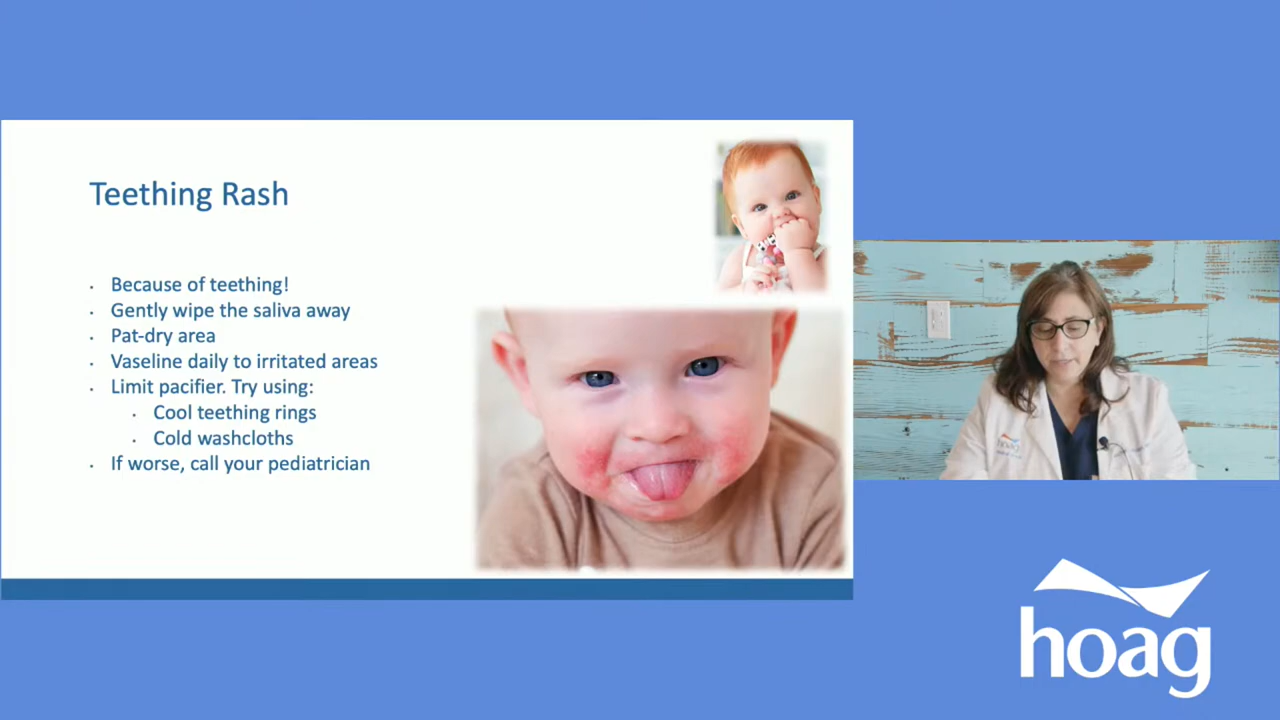 Teething Rash
Because of teething!
Gently wipe the saliva away
Pat-dry area
Vaseline daily to irritated areas
Limit pacifier. Try using:
Cool teething rings
Cold washcloths
If worse, call your pediatrician
hoag
hoag